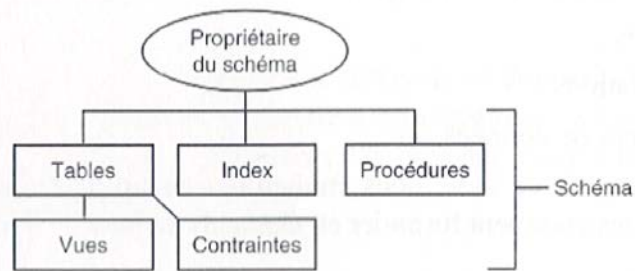 Propriétaire
du schéma
Tables
Index
Procédures
Schéma
Vues
Contraintes